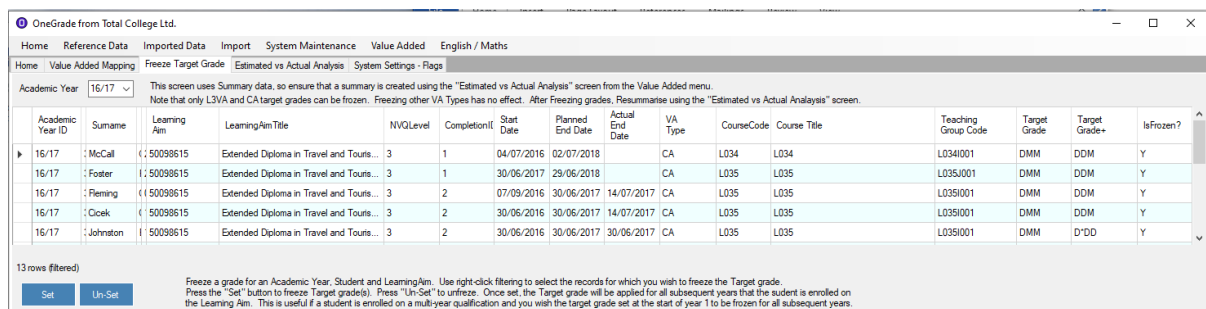 OneGrade from Total College Ltd.
Home Reference Data Imported Data Import System Maintenance Value Added English / Maths
Home Value Added Mapping Freeze Target Grade Estimated vs Actual Analysis System Settings - Flags
Academic Year 16/17 This screen uses Summary data, so ensure that a summary is created using the "Estimated vs Actual Analysis" screen from the Value Added menu.
Note that only L3VA and CA target grades can be frozen. Freezing other VA Types has no effect. After Freezing grades, Resummarise using the "Estimated vs Actual Analaysis" screen.
Academic Year ID Surname Learning Aim LearningAimTitle NVQLevel Start Date Planned End Date Actual End Date VA Type CourseCode Course Title Teaching Group Code Target Grade Target Grade+ IsFrozen?
16/17 McCall 50098615 Extended Diploma in Travel and Touris... 3 1 04/07/2016 02/07/2018 CA L034 L034 L034I001 DMM DDM Y
16/17 Foster 50098615 Extended Diploma in Travel and Touris... 3 1 30/06/2017 29/06/2018 CA L035 L035 L035J001 DMM DDM Y
16/17 Fleming 50098615 Extended Diploma in Travel and Touris... 3 2 07/09/2016 30/06/2017 14/07/2017 CA L035 L035 L035I001 DMM DDM Y
16/17 Cicek 50098615 Extended Diploma in Travel and Touris... 3 2 30/06/2016 30/06/2017 14/07/2017 CA L035 L035 L035I001 DMM DDM Y
16/17 Johnston 50098615 Extended Diploma in Travel and Touris... 3 2 30/06/2016 30/06/2017 30/06/2017 CA L035 L035 L035I001 DMM D*DD Y
13 rows (filtered)
Set Un-Set
Freeze a grade for an Academic Year, Student and LearningAim. Use right-click filtering to select the records for which you wish to freeze the Target grade.
Press the "Set" button to freeze Target grade(s). Press "Un-Set" to unfreeze. Once set, the Target grade will be applied for all subsequent years that the sudent is enrolled on
the Learning Aim. This is useful if a student is enrolled on a multi-year qualification and you wish the target grade set at the start of year 1 to be frozen for all subsequent years.